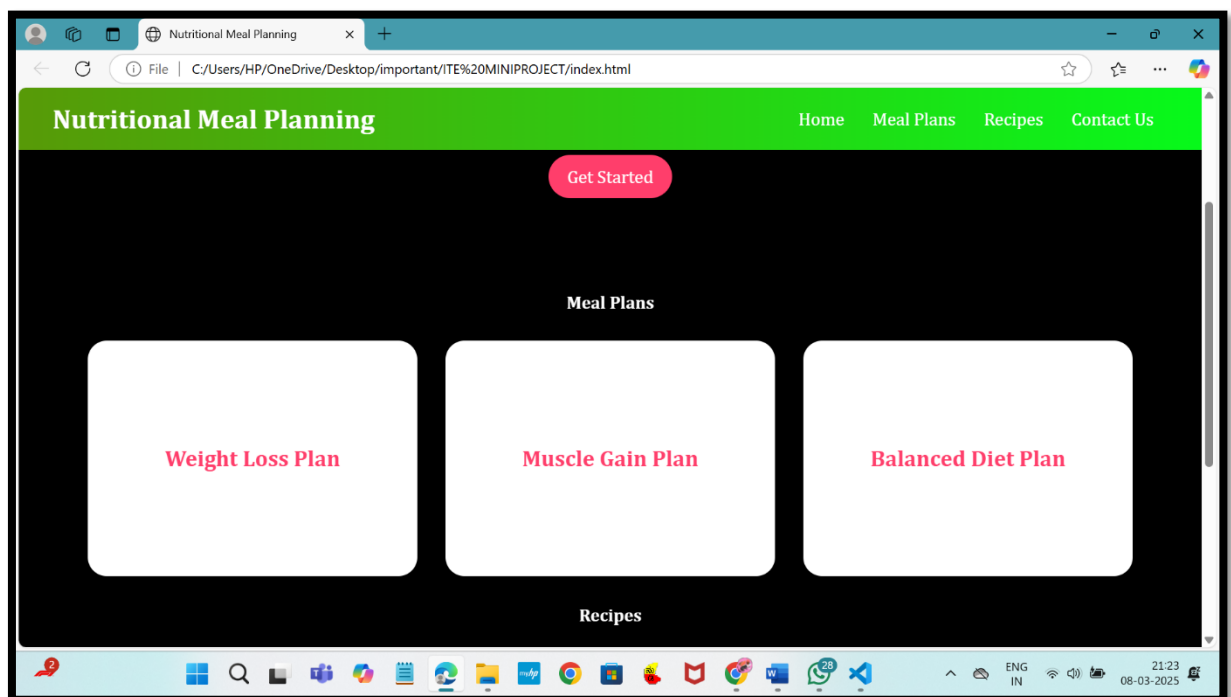 Nutritional Meal Planning
File | C:/Users/HP/OneDrive/Desktop/important/ITE%20MINIPROJECT/index.html
Nutritional Meal Planning Home Meal Plans Recipes Contact Us
Get Started
Meal Plans
Weight Loss Plan Muscle Gain Plan Balanced Diet Plan
Recipes
2 myhp W 28 ENG 21:23
IN 08-03-2025